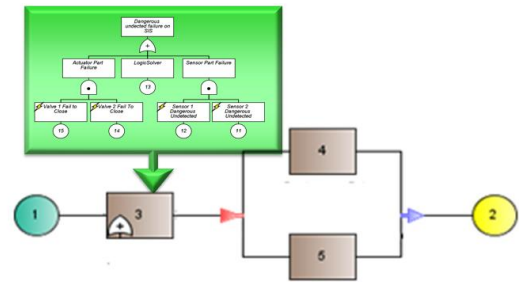 Dangerous
undected failure on
SIS
+
Actuator Part
Failure
LogicSolver
Sensor Part Failure
13
Valve 1 Fail to
Close
Valve 2 Fail To
Close
Sensor 1
Dangerous
Undetected
Sensor 2
Dangerous
Undetected
15
14
12
11
4
1
3
+
2
5